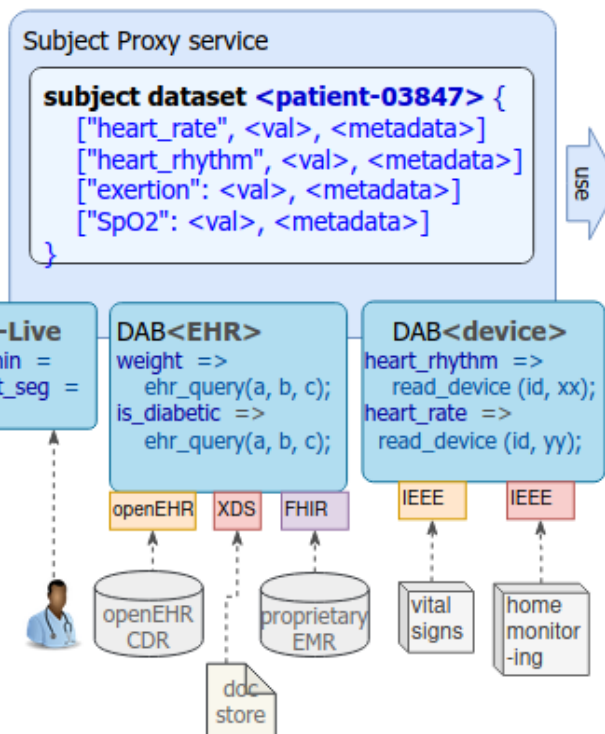 Subject Proxy service
subject dataset <patient-03847> {
["heart_rate", <val>, <metadata>]
["heart_rhythm", <val>, <metadata>]
["exertion": <val>, <metadata>]
["SpO2": <val>, <metadata>]
}
use
-Live
in =
t_seg =
DAB<EHR>
weight =>
ehr_query(a, b, c);
is_diabetic =>
ehr_query(a, b, c);
DAB<device>
heart_rhythm =>
read_device (id, xx);
heart_rate =>
read_device (id, yy);
openEHR
XDS
FHIR
IEEE
IEEE
openEHR
CDR
proprietary
EMR
vital
signs
home
monitor
-ing
doc
store